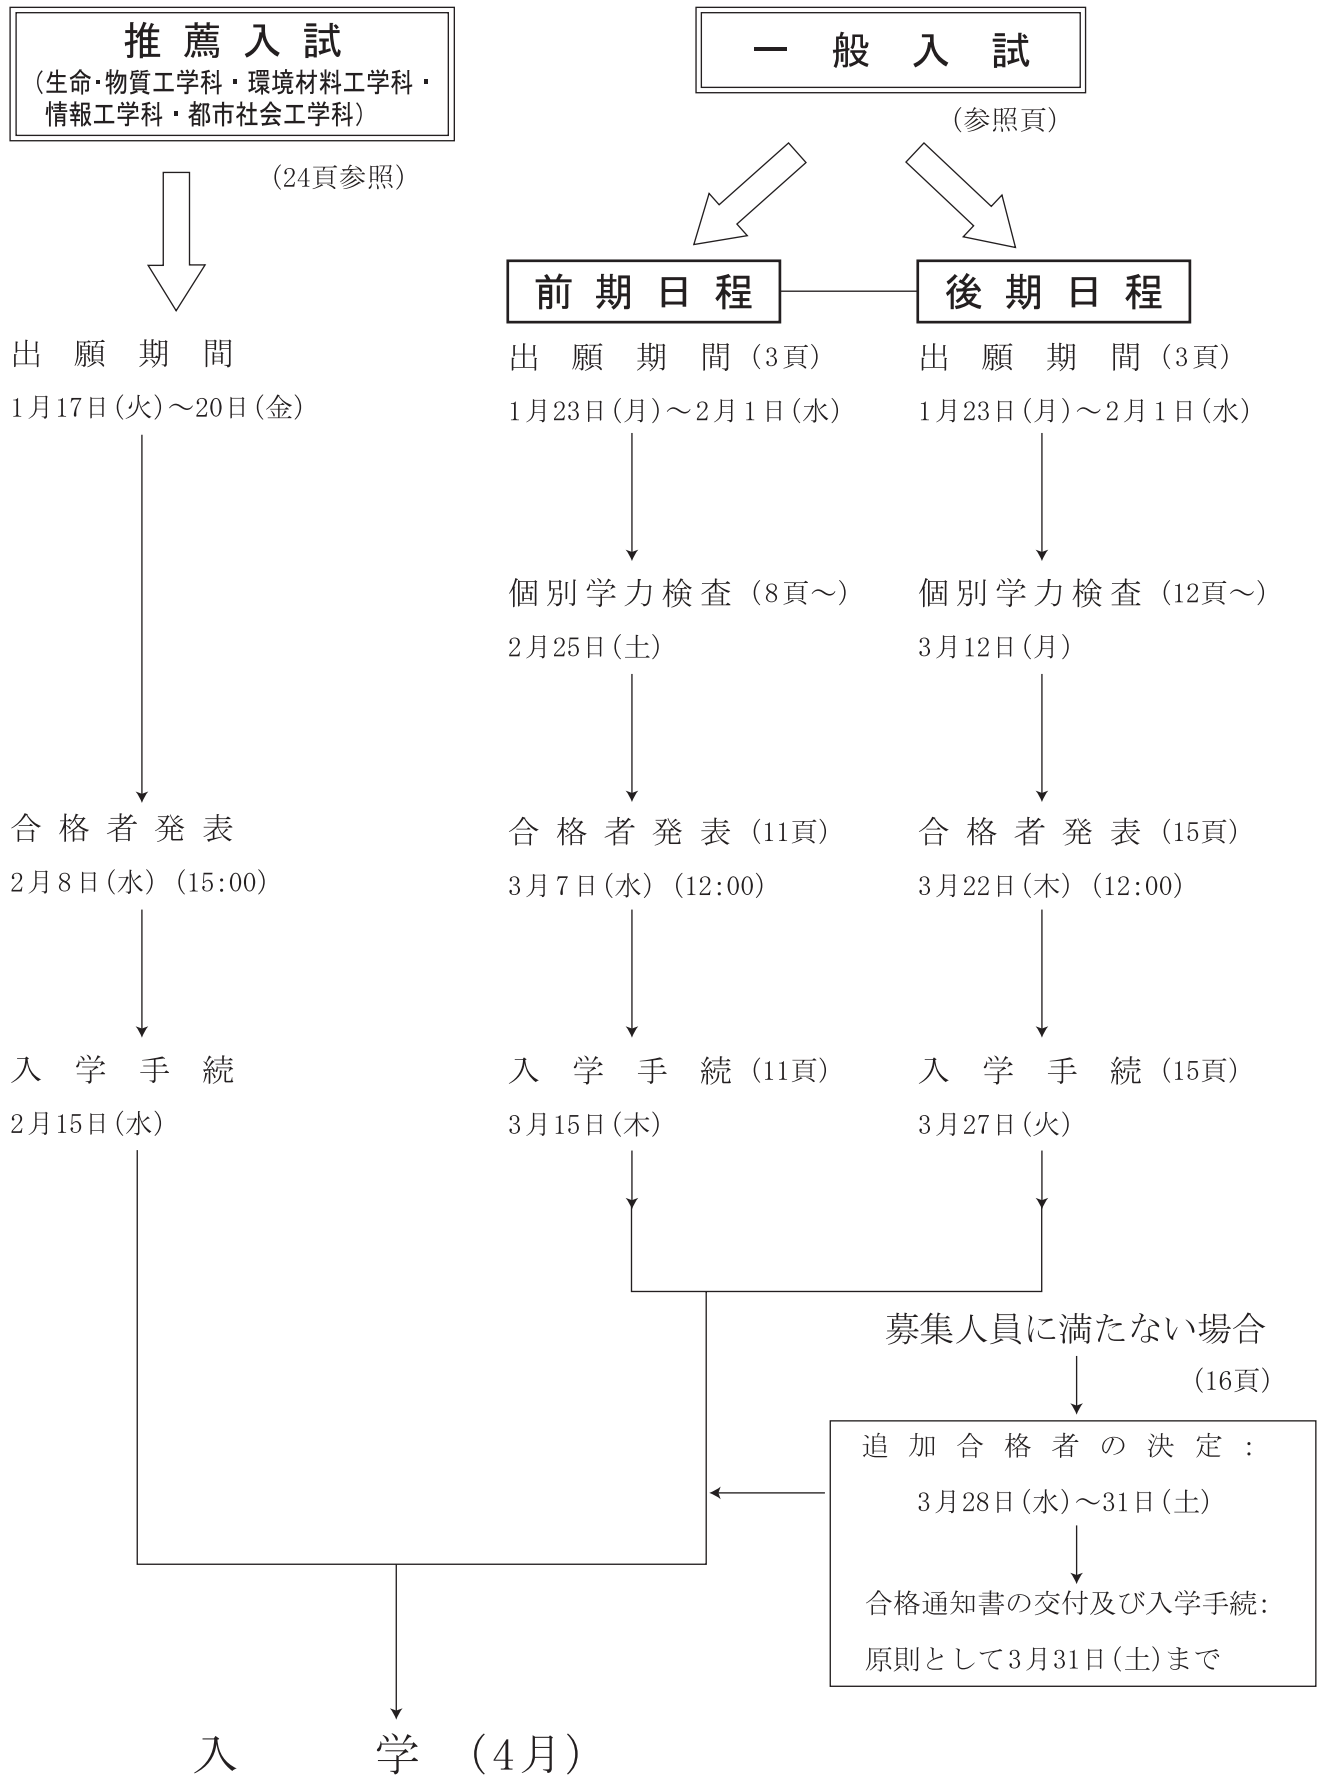 推薦入試
（生命・物質工学科・環境材料工学科・
情報工学科・都市社会工学科）
（24頁参照）
出願期間
1月17日（火）～20日（金）
合格者発表
2月8日（水）（15:00）
入学手続
2月15日（水）
一般入試
（参照頁）
前期日程
出願期間（3頁）
1月23日（月）～2月1日（水）
個別学力検査（8頁～）
2月25日（土）
合格者発表（11頁）
3月7日（水）（12:00）
入学手続（11頁）
3月15日（木）
後期日程
出願期間（3頁）
1月23日（月）～2月1日（水）
個別学力検査（12頁～）
3月12日（月）
合格者発表（15頁）
3月22日（木）（12:00）
入学手続（15頁）
3月27日（火）
募集人員に満たない場合
（16頁）
追加合格者の決定：
3月28日（水）～31日（土）
合格通知書の交付及び入学手続：
原則として3月31日（土）まで
入学（4月）